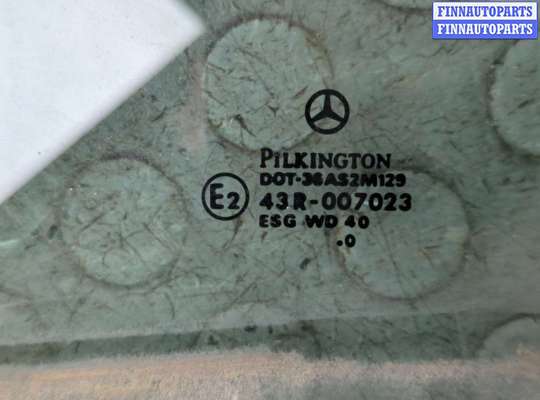 FINNAUTOPARTS
FINNAUTOPARTS
PILKINGTON
DOT-36AS2M129
E2 43R-007023
ESG WD 40
.0